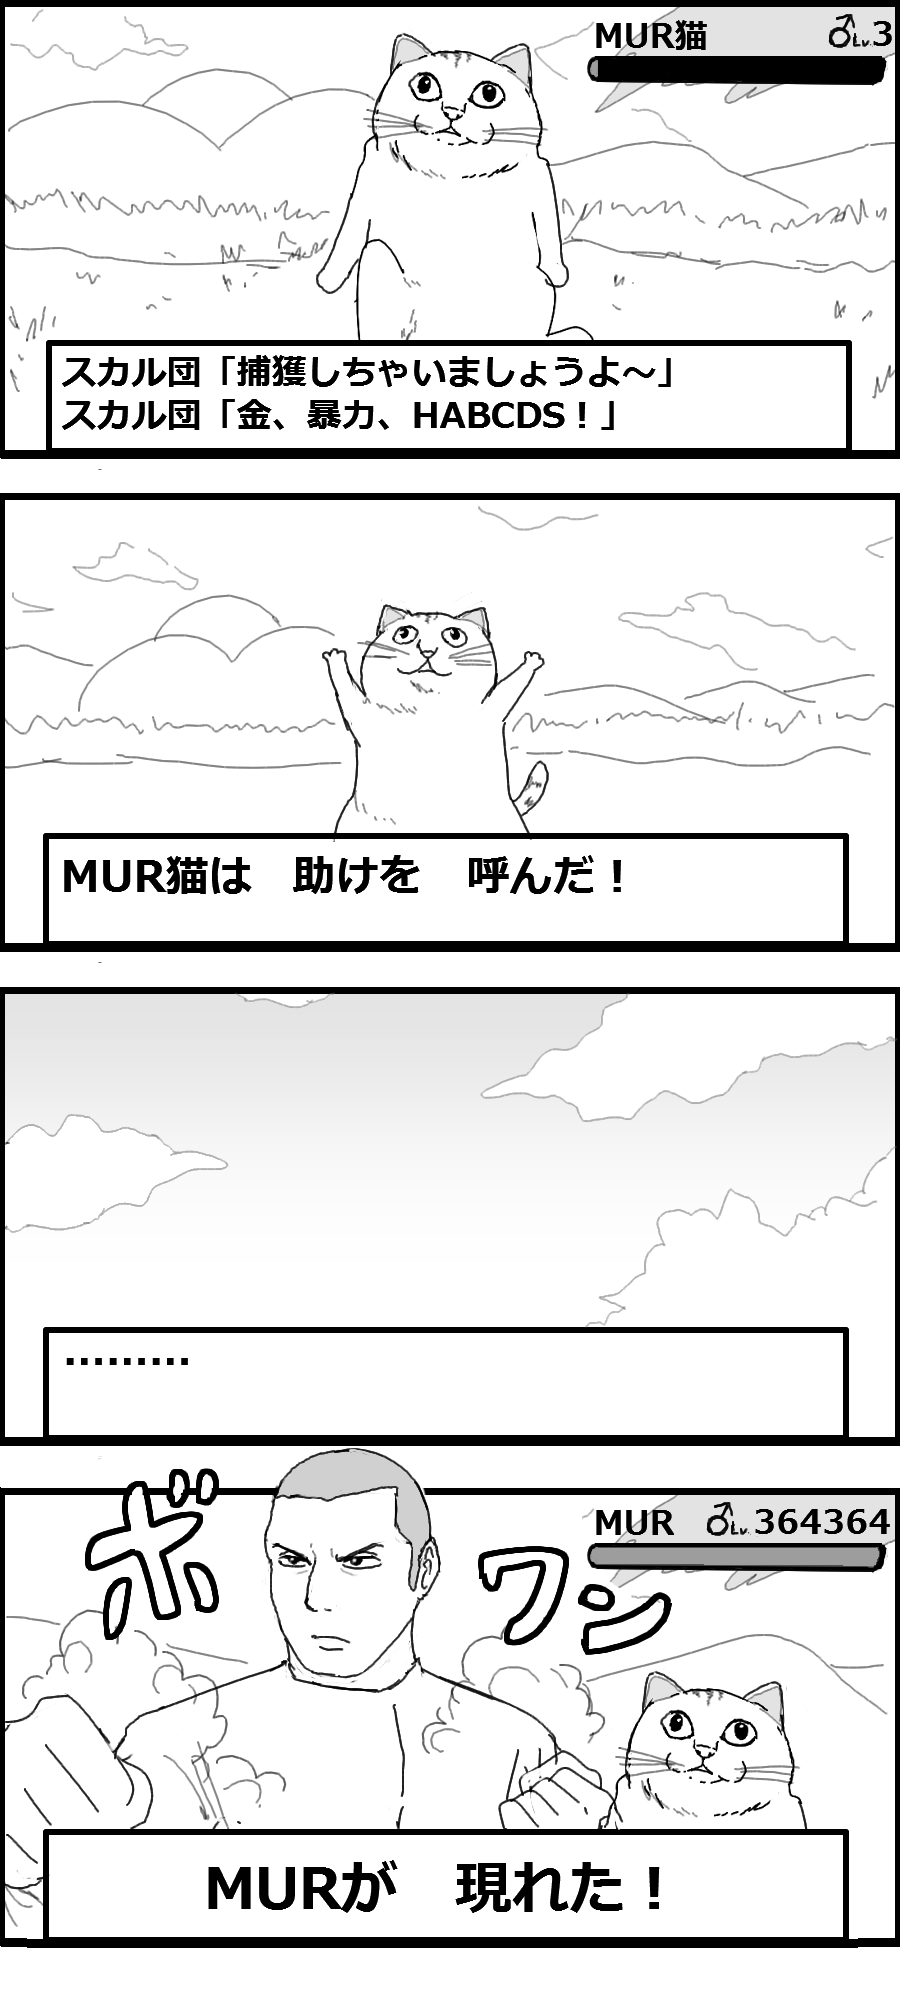 MUR猫 ♂Lv.3
スカル団「捕獲しちゃいましょうよ～」
スカル団「金、暴力、HABCDS！」
MUR猫は　助けを　呼んだ！
………
ボワン
MUR ♂Lv.364364
MURが　現れた！